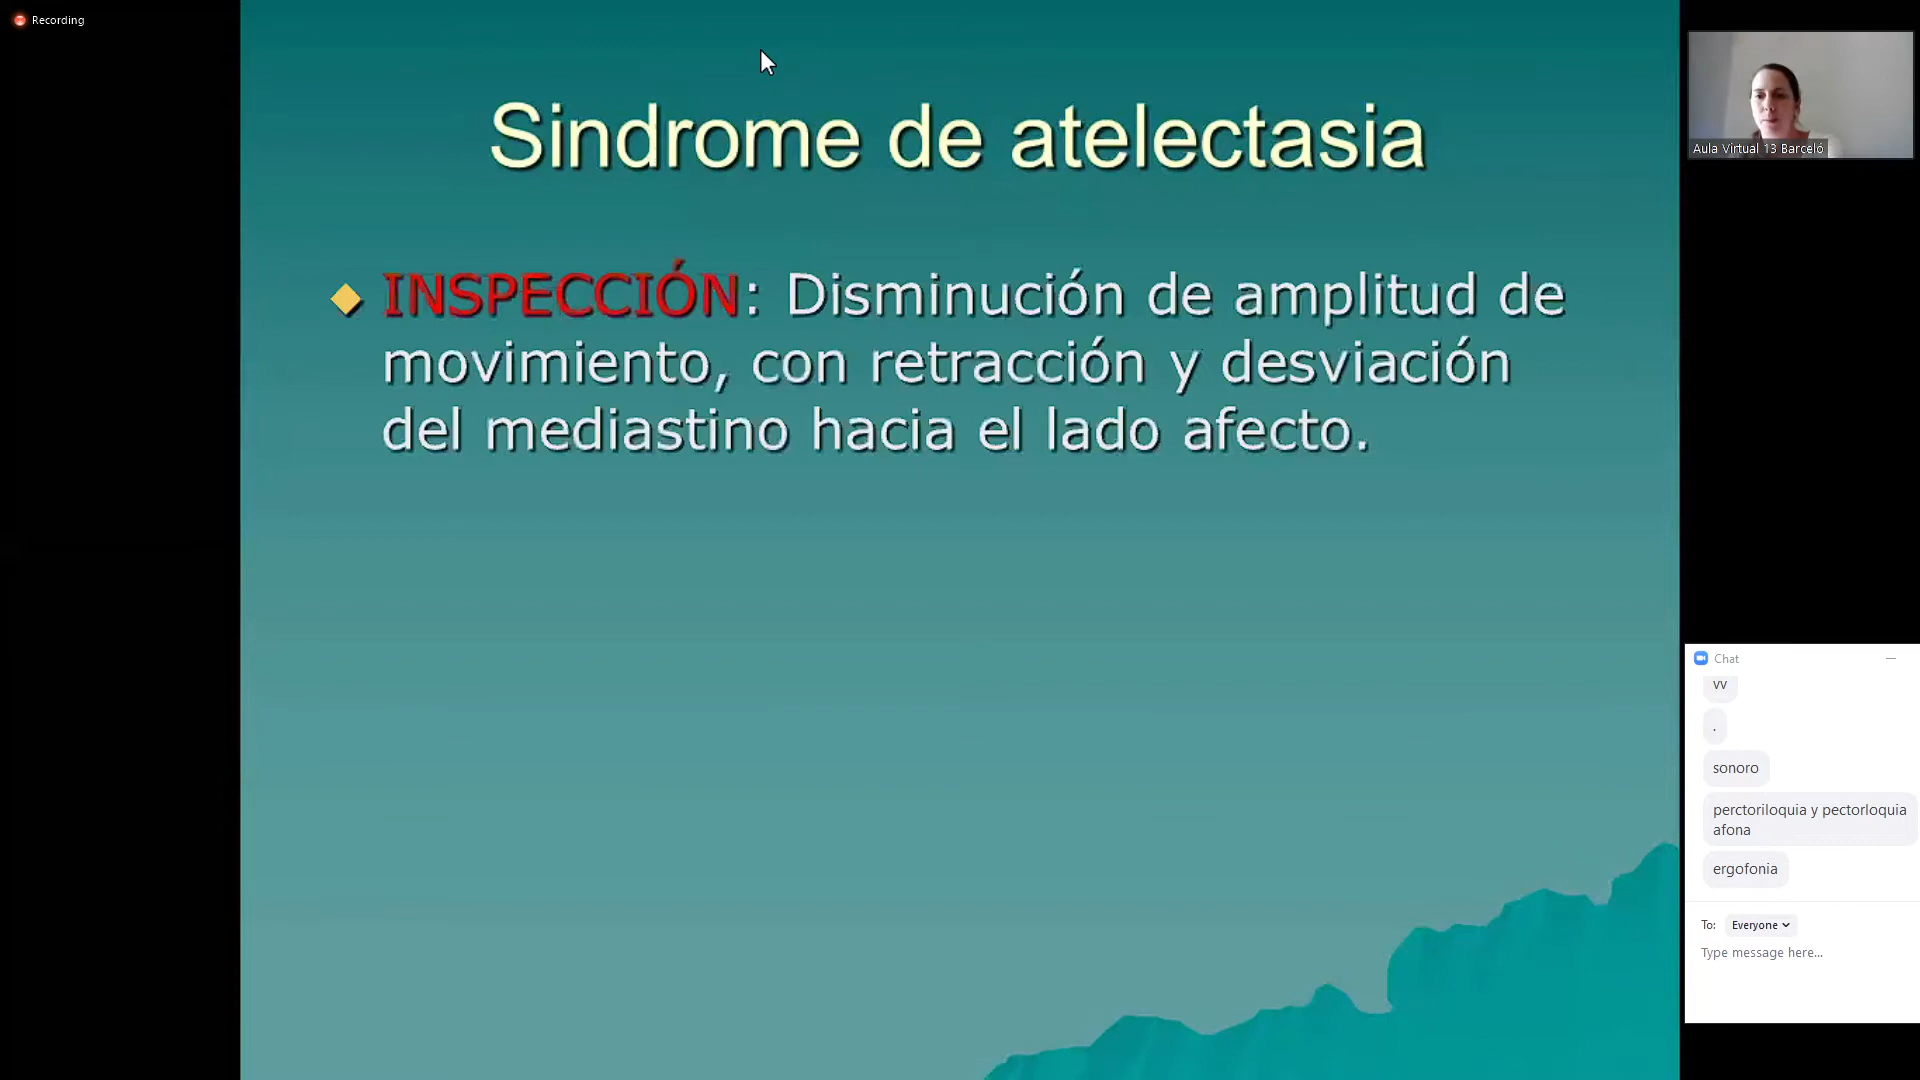 Recording
Sindrome de atelectasia
INSPECCIÓN: Disminución de amplitud de
movimiento, con retracción y desviación
del mediastino hacia el lado afecto.
Aula Virtual 13 Barceló
Chat
vv
.
sonoro
perctoriloquia y pectorloquia
afona
ergofonia
To: Everyone
Type message here...